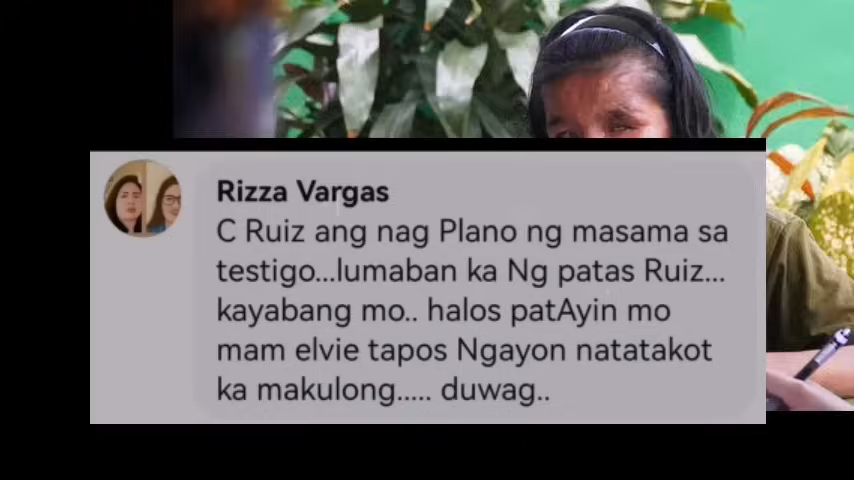 Rizza Vargas
C Ruiz ang nag Plano ng masama sa
testigo...lumaban ka Ng patas Ruiz...
kayabang mo.. halos patAyin mo
mam elvie tapos Ngayon natatakot
ka makulong..... duwag..